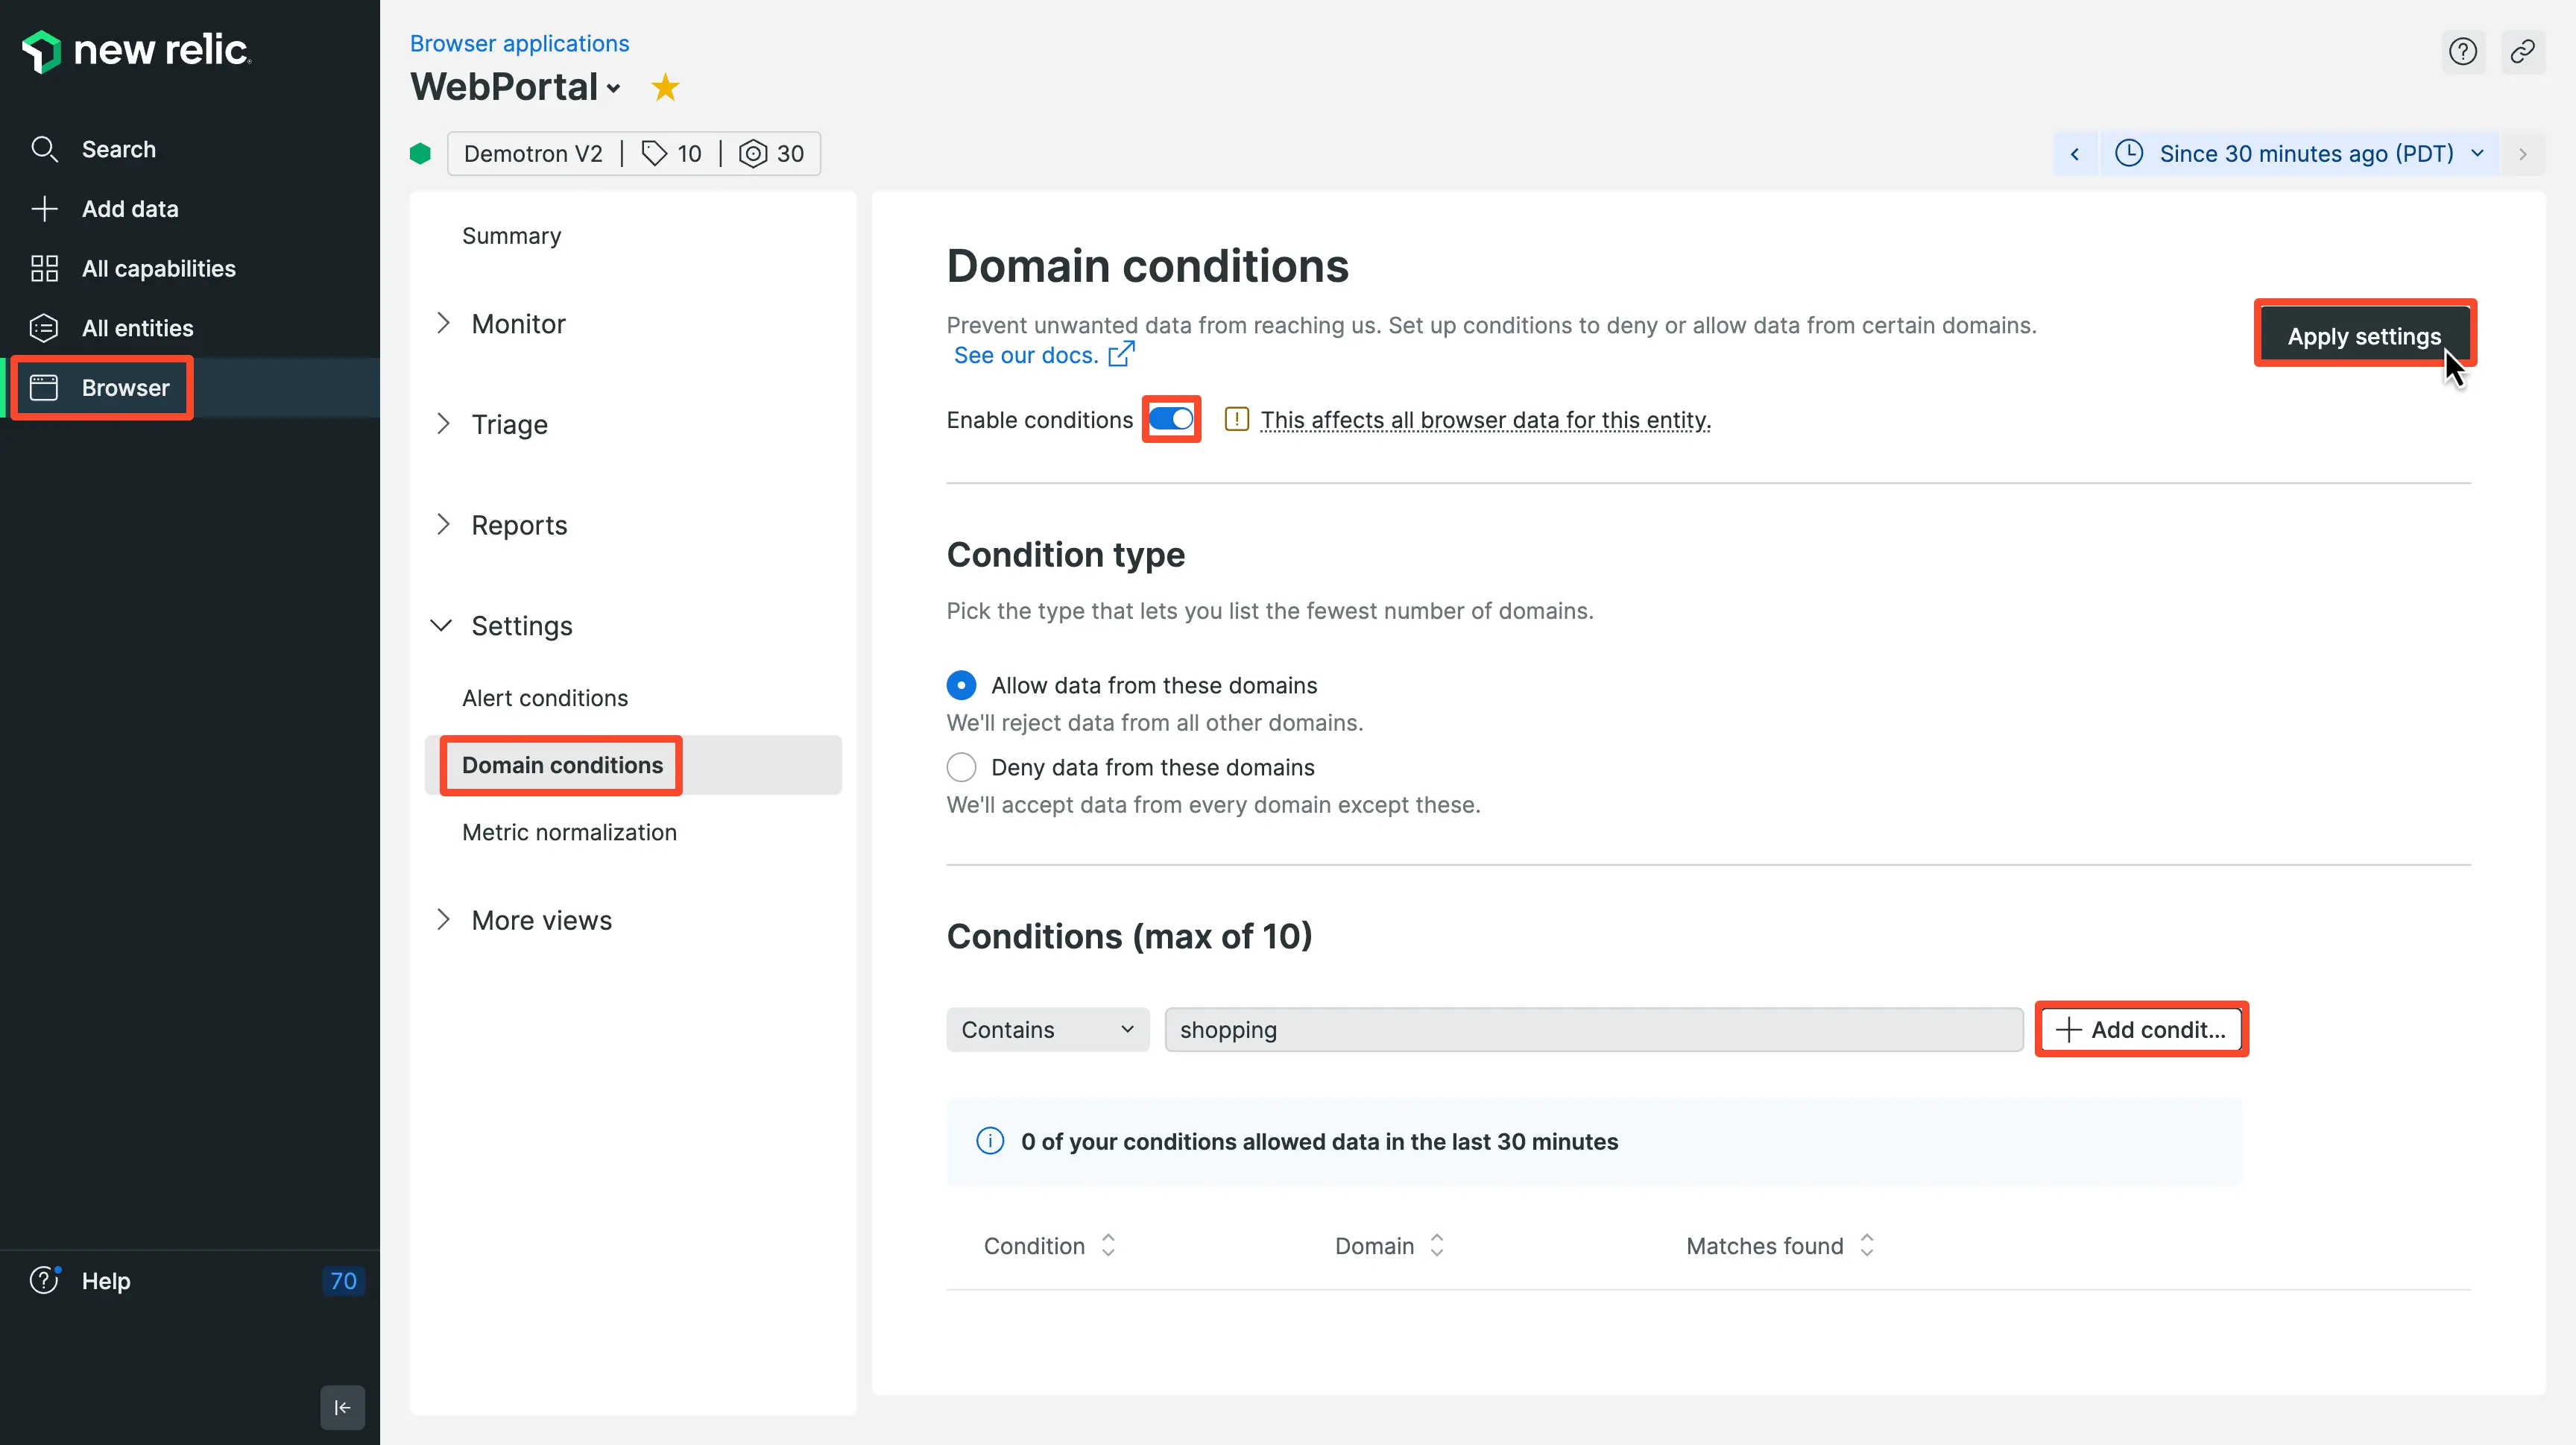 new relic
Search
Add data
All capabilities
All entities
Browser
Help
70
Browser applications
WebPortal
Demotron V2 | 10 | 30
Since 30 minutes ago (PDT)
Summary
Monitor
Triage
Reports
Settings
Alert conditions
Domain conditions
Metric normalization
More views
Domain conditions
Prevent unwanted data from reaching us. Set up conditions to deny or allow data from certain domains.
See our docs.
Apply settings
Enable conditions
This affects all browser data for this entity.
Condition type
Pick the type that lets you list the fewest number of domains.
Allow data from these domains
We'll reject data from all other domains.
Deny data from these domains
We'll accept data from every domain except these.
Conditions (max of 10)
Contains
shopping
Add condit...
0 of your conditions allowed data in the last 30 minutes
Condition
Domain
Matches found